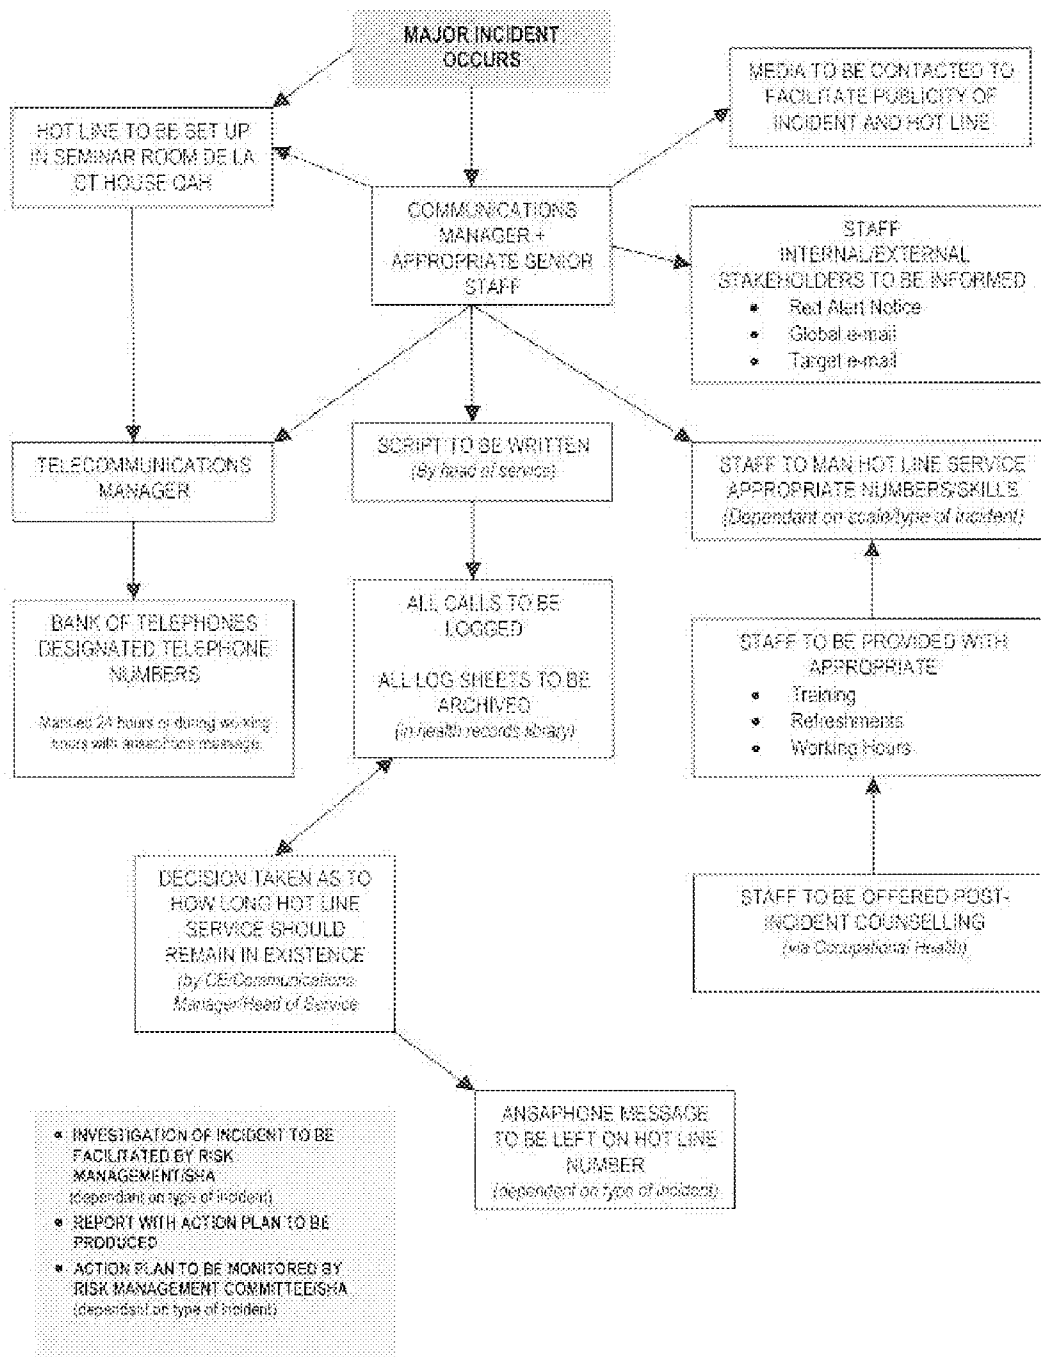 MAJOR INCIDENT
OCCURS
MEDIA TO BE CONTACTED TO
FACILITATE PUBLICITY OF
INCIDENT AND HOT LINE
HOT LINE TO BE SET UP
IN SEMINAR ROOM DE LA
CT HOUSE QAH
COMMUNICATIONS
MANAGER +
APPROPRIATE SENIOR
STAFF
STAFF
INTERNAL/EXTERNAL
STAKEHOLDERS TO BE INFORMED
• Red Alert Notice
• Global e-mail
• Target e-mail
TELECOMMUNICATIONS
MANAGER
SCRIPT TO BE WRITTEN
(By head of service)
STAFF TO MAN HOT LINE SERVICE
APPROPRIATE NUMBERS/SKILLS
(Dependant on scale/type of incident)
BANK OF TELEPHONES
DESIGNATED TELEPHONE
NUMBERS
Manned 24 hours or during working
hours with ansaphone message
ALL CALLS TO BE
LOGGED
ALL LOG SHEETS TO BE
ARCHIVED
(in health records library)
STAFF TO BE PROVIDED WITH
APPROPRIATE
• Training
• Refreshments
• Working Hours
DECISION TAKEN AS TO
HOW LONG HOT LINE
SERVICE SHOULD
REMAIN IN EXISTENCE
(by CE/Communications
Manager/Head of Service
STAFF TO BE OFFERED POST-
INCIDENT COUNSELLING
(via Occupational Health)
ANSAPHONE MESSAGE
TO BE LEFT ON HOT LINE
NUMBER
(dependant on type of incident)
• INVESTIGATION OF INCIDENT TO BE
FACILITATED BY RISK
MANAGEMENT/SHA
(dependant on type of incident)
• REPORT WITH ACTION PLAN TO BE
PRODUCED
• ACTION PLAN TO BE MONITORED BY
RISK MANAGEMENT COMMITTEE/SHA
(dependant on type of incident)